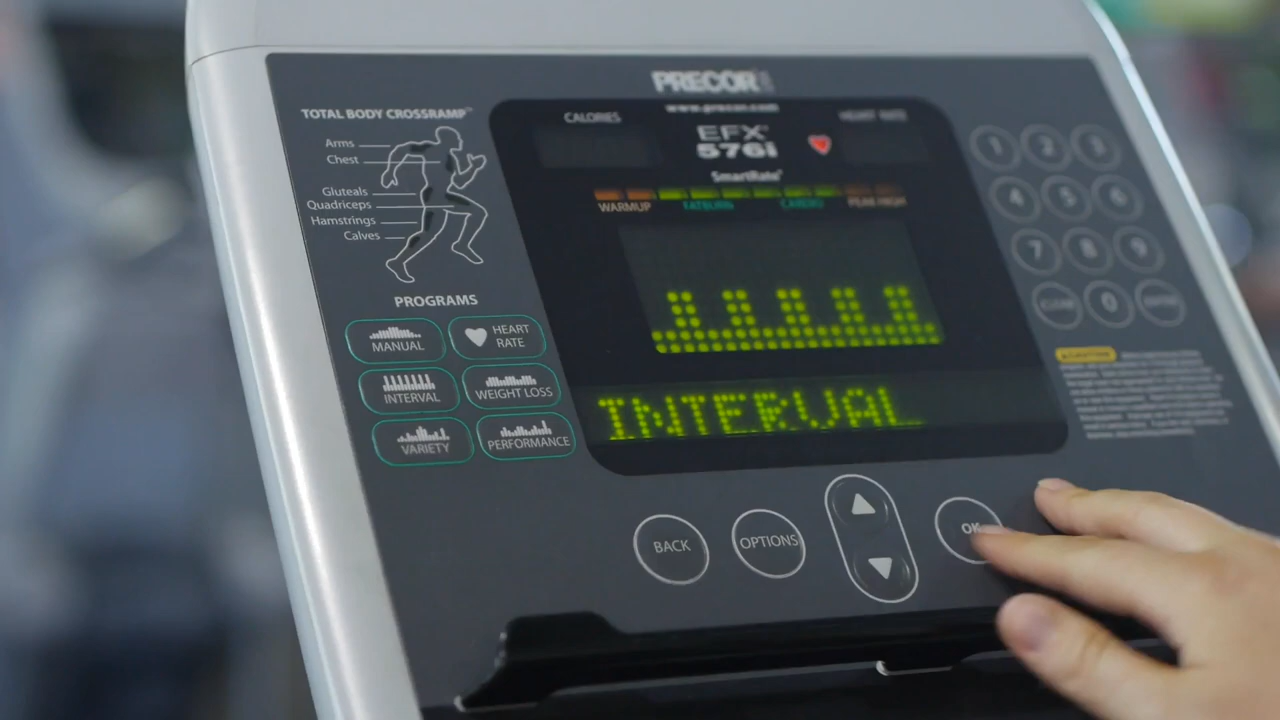 PRECOR
www.precor.com
TOTAL BODY CROSSRAMP™
Arms
Chest
Gluteals
Quadriceps
Hamstrings
Calves
CALORIES
HEART RATE
EFX
576i
SmartRate
WARMUP FATBURN CARDIO PEAK HIGH
INTERVAL
PROGRAMS
MANUAL
HEART
RATE
INTERVAL
WEIGHT LOSS
VARIETY
PERFORMANCE
1 2 3
4 5 6
7 8 9
CLEAR 0 ENTER
CAUTION
BACK
OPTIONS
OK